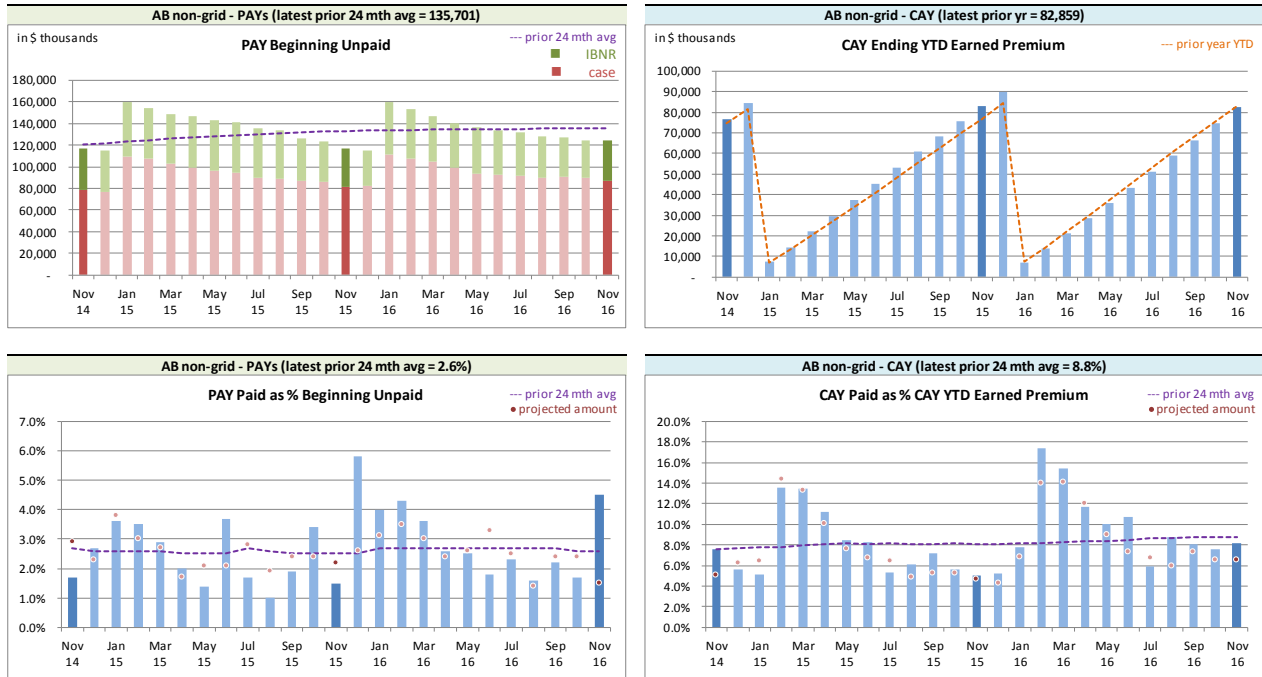 AB non-grid - PAYs (latest prior 24 mth avg = 135,701)
in $ thousands
PAY Beginning Unpaid
--- prior 24 mth avg
IBNR
case
180,000
160,000
140,000
120,000
100,000
80,000
60,000
40,000
20,000
-
Nov Jan Mar May Jul Sep Nov Jan Mar May Jul Sep Nov
14 15 15 15 15 15 15 16 16 16 16 16 16
AB non-grid - CAY (latest prior yr = 82,859)
in $ thousands
CAY Ending YTD Earned Premium
--- prior year YTD
100,000
90,000
80,000
70,000
60,000
50,000
40,000
30,000
20,000
10,000
-
Nov Jan Mar May Jul Sep Nov Jan Mar May Jul Sep Nov
14 15 15 15 15 15 15 16 16 16 16 16 16
AB non-grid - PAYs (latest prior 24 mth avg = 2.6%)
PAY Paid as % Beginning Unpaid
--- prior 24 mth avg
projected amount
7.0%
6.0%
5.0%
4.0%
3.0%
2.0%
1.0%
0.0%
Nov Jan Mar May Jul Sep Nov Jan Mar May Jul Sep Nov
14 15 15 15 15 15 15 16 16 16 16 16 16
AB non-grid - CAY (latest prior 24 mth avg = 8.8%)
CAY Paid as % CAY YTD Earned Premium
--- prior 24 mth avg
projected amount
20.0%
18.0%
16.0%
14.0%
12.0%
10.0%
8.0%
6.0%
4.0%
2.0%
0.0%
Nov Jan Mar May Jul Sep Nov Jan Mar May Jul Sep Nov
14 15 15 15 15 15 15 16 16 16 16 16 16